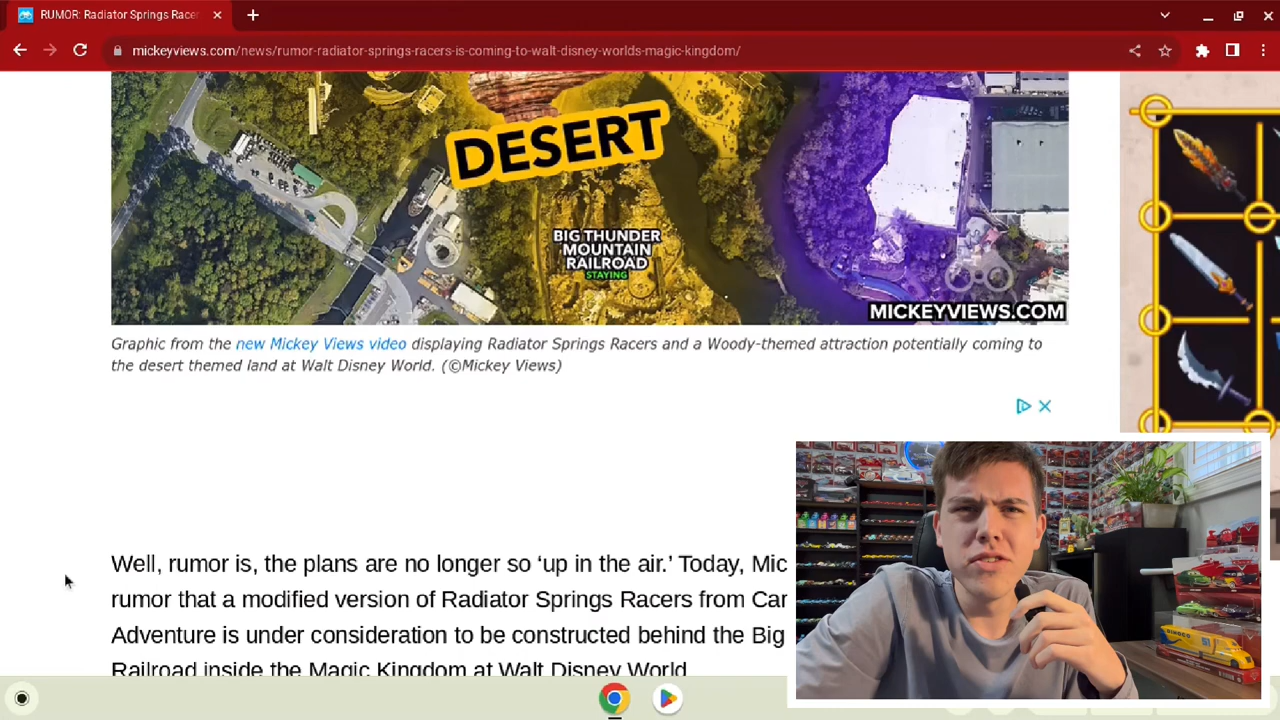 RUMOR: Radiator Springs Racer
mickeyviews.com/news/rumor-radiator-springs-racers-is-coming-to-walt-disney-worlds-magic-kingdom/
DESERT
BIG THUNDER
MOUNTAIN
RAILROAD
STAYING
MICKEYVIEWS.COM
Graphic from the new Mickey Views video displaying Radiator Springs Racers and a Woody-themed attraction potentially coming to
the desert themed land at Walt Disney World. (©Mickey Views)
Well, rumor is, the plans are no longer so ‘up in the air.’ Today, Mic
rumor that a modified version of Radiator Springs Racers from Car
Adventure is under consideration to be constructed behind the Big
Railroad inside the Magic Kingdom at Walt Disney World
DINOCO